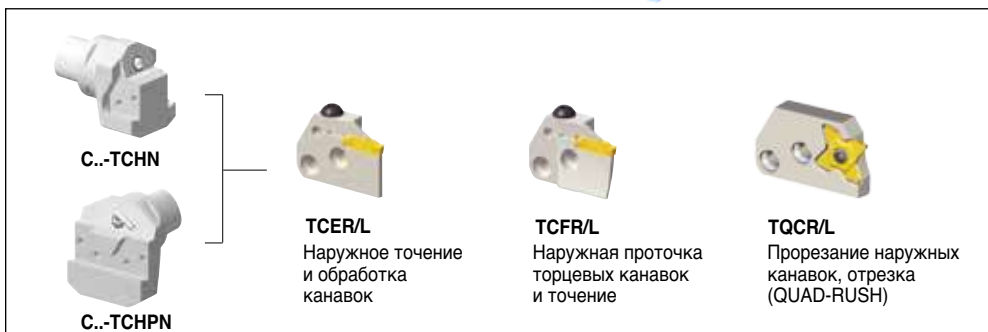 C..-TCHN
C..-TCHPN
TCER/L
Наружное точение
и обработка
канавок
TCFR/L
Наружная проточка
торцевых канавок
и точение
TQCR/L
Прорезание наружных
канавок, отрезка
(QUAD-RUSH)